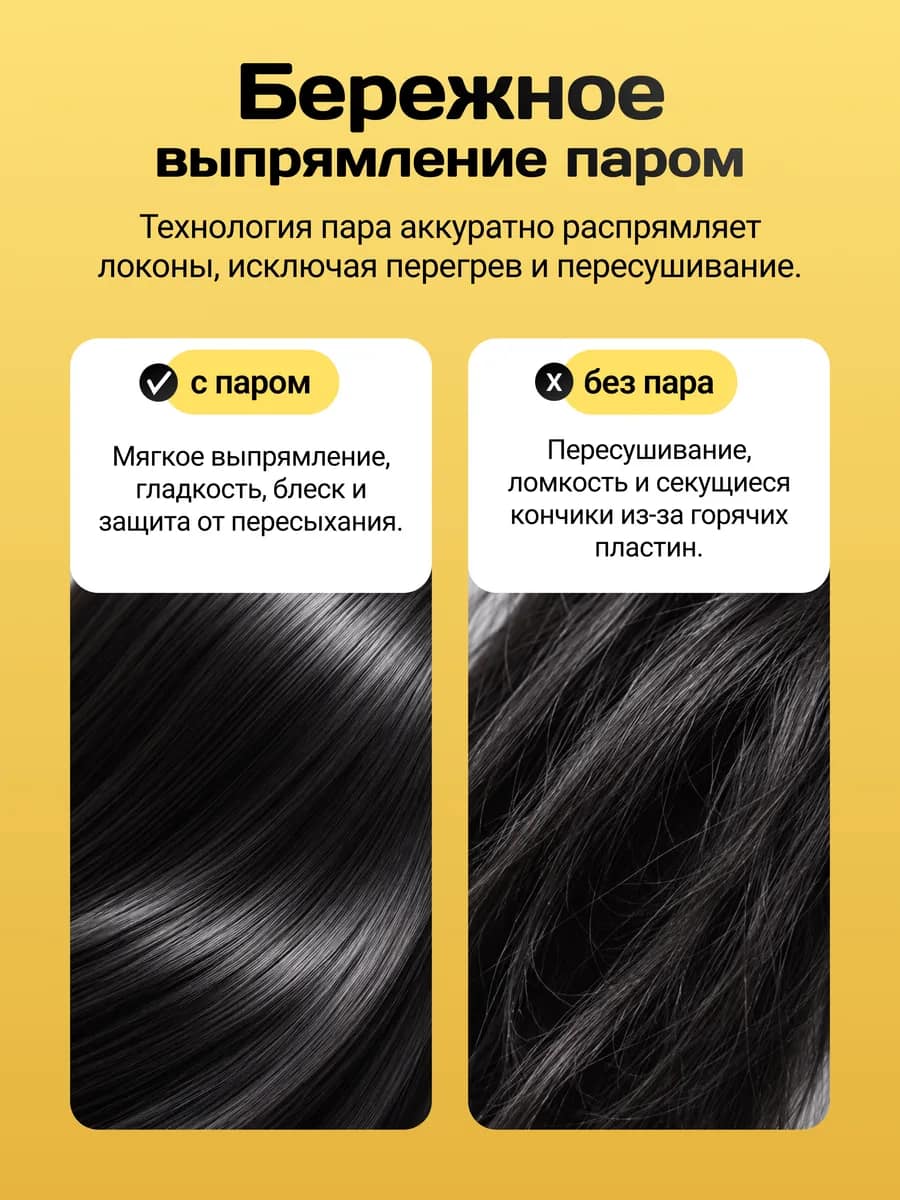 Бережное
выпрямление паром
Технология пара аккуратно распрямляет
локоны, исключая перегрев и пересушивание.
с паром
Мягкое выпрямление,
гладкость, блеск и
защита от пересыхания.
x без пара
Пересушивание,
ломкость и секущиеся
кончики из-за горячих
пластин.